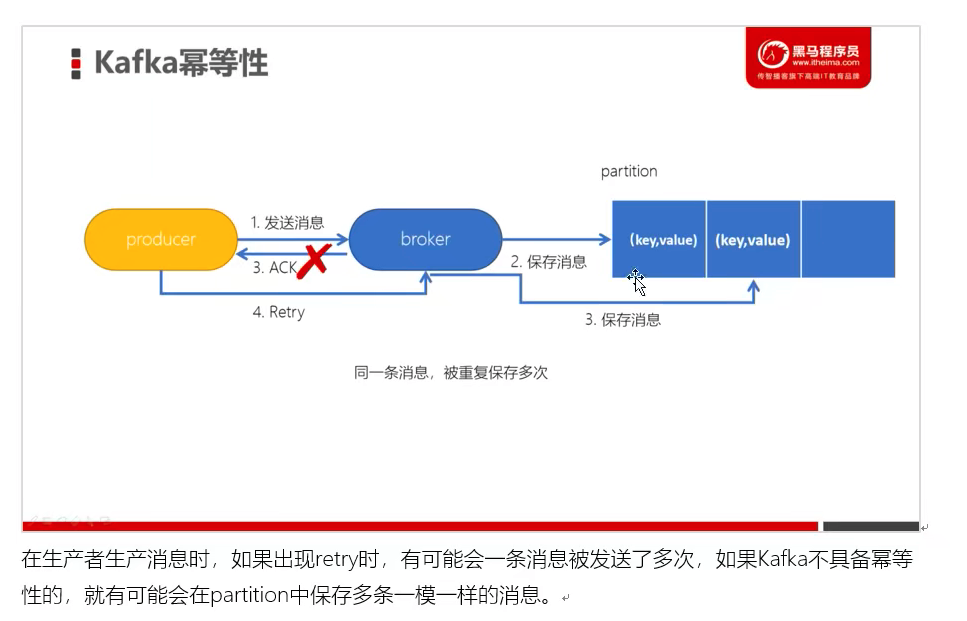 Kafka幂等性
黑马程序员
www.itheima.com
传智播客旗下高端IT教育品牌
partition
producer
1. 发送消息
broker
(key,value)
(key,value)
3. ACK
2. 保存消息
4. Retry
3. 保存消息
同一条消息，被重复保存多次
在生产者生产消息时，如果出现retry时，有可能会一条消息被发送了多次，如果Kafka不具备幂等
性的，就有可能会在partition中保存多条一模一样的消息。